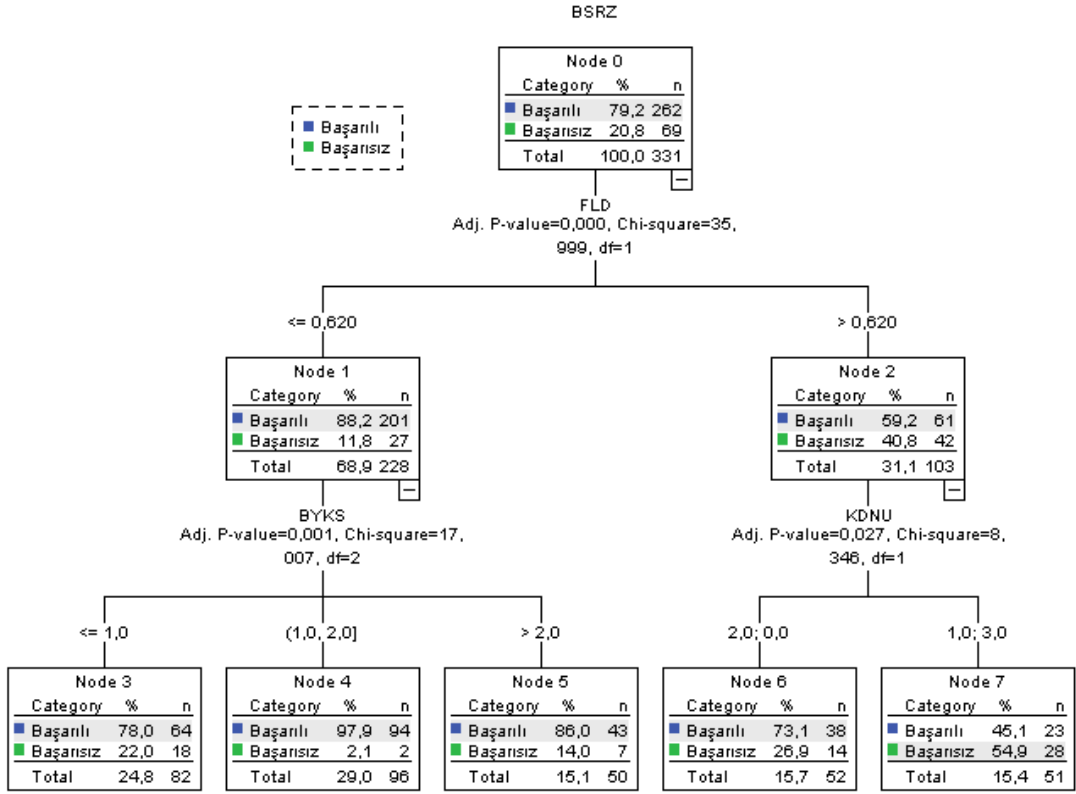 BSRZ
Node 0
Category % n
Başarılı 79,2 262
Başarısız 20,8 69
Total 100,0 331
Başarılı
Başarısız
FLD
Adj. P-value=0,000, Chi-square=35,
999, df=1
<= 0,620
> 0,620
Node 1
Category % n
Başarılı 88,2 201
Başarısız 11,8 27
Total 68,9 228
Node 2
Category % n
Başarılı 59,2 61
Başarısız 40,8 42
Total 31,1 103
BYKS
Adj. P-value=0,001, Chi-square=17,
007, df=2
KDNU
Adj. P-value=0,027, Chi-square=8,
346, df=1
<= 1,0
(1,0, 2,0]
> 2,0
2,0; 0,0
1,0; 3,0
Node 3
Category % n
Başarılı 78,0 64
Başarısız 22,0 18
Total 24,8 82
Node 4
Category % n
Başarılı 97,9 94
Başarısız 2,1 2
Total 29,0 96
Node 5
Category % n
Başarılı 86,0 43
Başarısız 14,0 7
Total 15,1 50
Node 6
Category % n
Başarılı 73,1 38
Başarısız 26,9 14
Total 15,7 52
Node 7
Category % n
Başarılı 45,1 23
Başarısız 54,9 28
Total 15,4 51